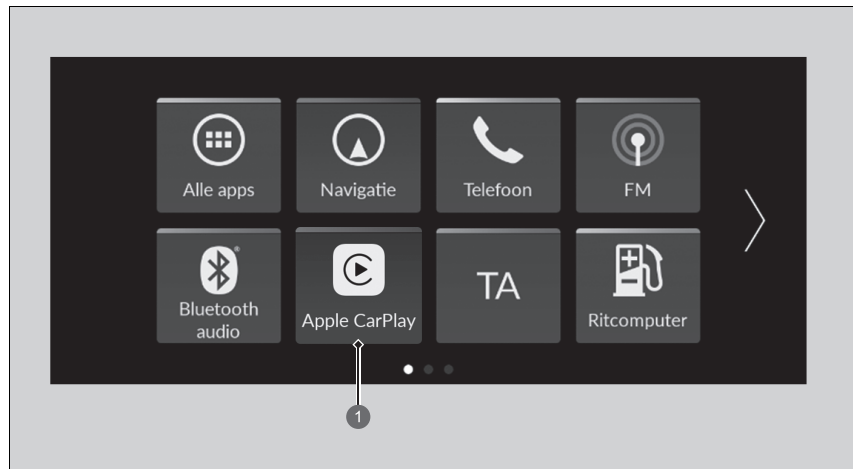 Alle apps
Navigatie
Telefoon
FM
Bluetooth®
audio
Apple CarPlay
TA
Ritcomputer
1